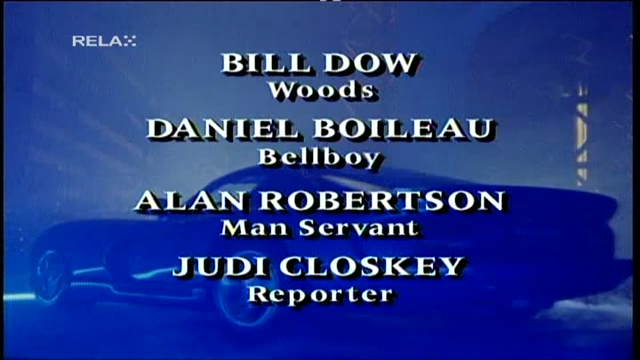 RELAX
BILL DOW
Woods
DANIEL BOILEAU
Bellboy
ALAN ROBERTSON
Man Servant
JUDI CLOSKEY
Reporter